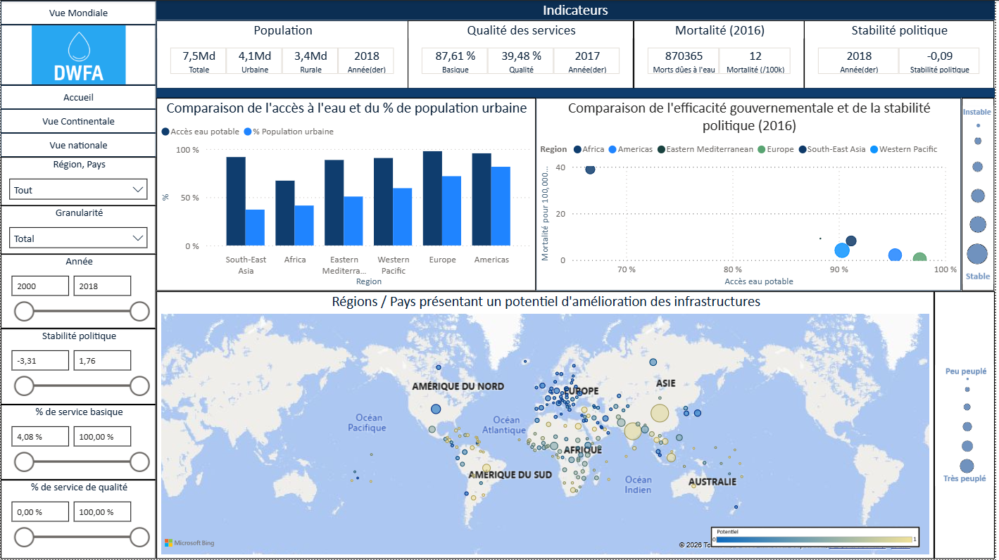 Vue Mondiale
DWFA
Accueil
Vue Continentale
Vue nationale
Région, Pays
Tout
Granularité
Total
Année
2000 2018
Stabilité politique
-3,31 1,76
% de service basique
4,08 % 100,00 %
% de service de qualité
0,00 % 100,00 %
Indicateurs
Population
7,5Md 4,1Md 3,4Md 2018
Totale Urbaine Rurale Année(der)
Qualité des services
87,61 % 39,48 % 2017
Basique Qualité Année(der)
Mortalité (2016)
870365 12
Morts dûes à l'eau Mortalité (/100k)
Stabilité politique
2018 -0,09
Année(der) Stabilité politique
Comparaison de l'accès à l'eau et du % de population urbaine
Accès eau potable % Population urbaine
100 %
50 %
0 %
%
South-East Asia
Africa
Eastern Mediterra...
Western Pacific
Europe
Americas
Region
Comparaison de l'efficacité gouvernementale et de la stabilité
politique (2016)
Region Africa Americas Eastern Mediterranean Europe South-East Asia Western Pacific
Mortalité pour 100,000...
40
20
0
70 % 80 % 90 % 100 %
Accès eau potable
Instable
Stable
Régions / Pays présentant un potentiel d'amélioration des infrastructures
AMÉRIQUE DU NORD
EUROPE
ASIE
Océan
Pacifique
Océan
Atlantique
AFRIQUE
AMÉRIQUE DU SUD
Océan
Indien
AUSTRALIE
Microsoft Bing
Potentiel
0 1
© 2026
Peu peuplé
Très peuplé